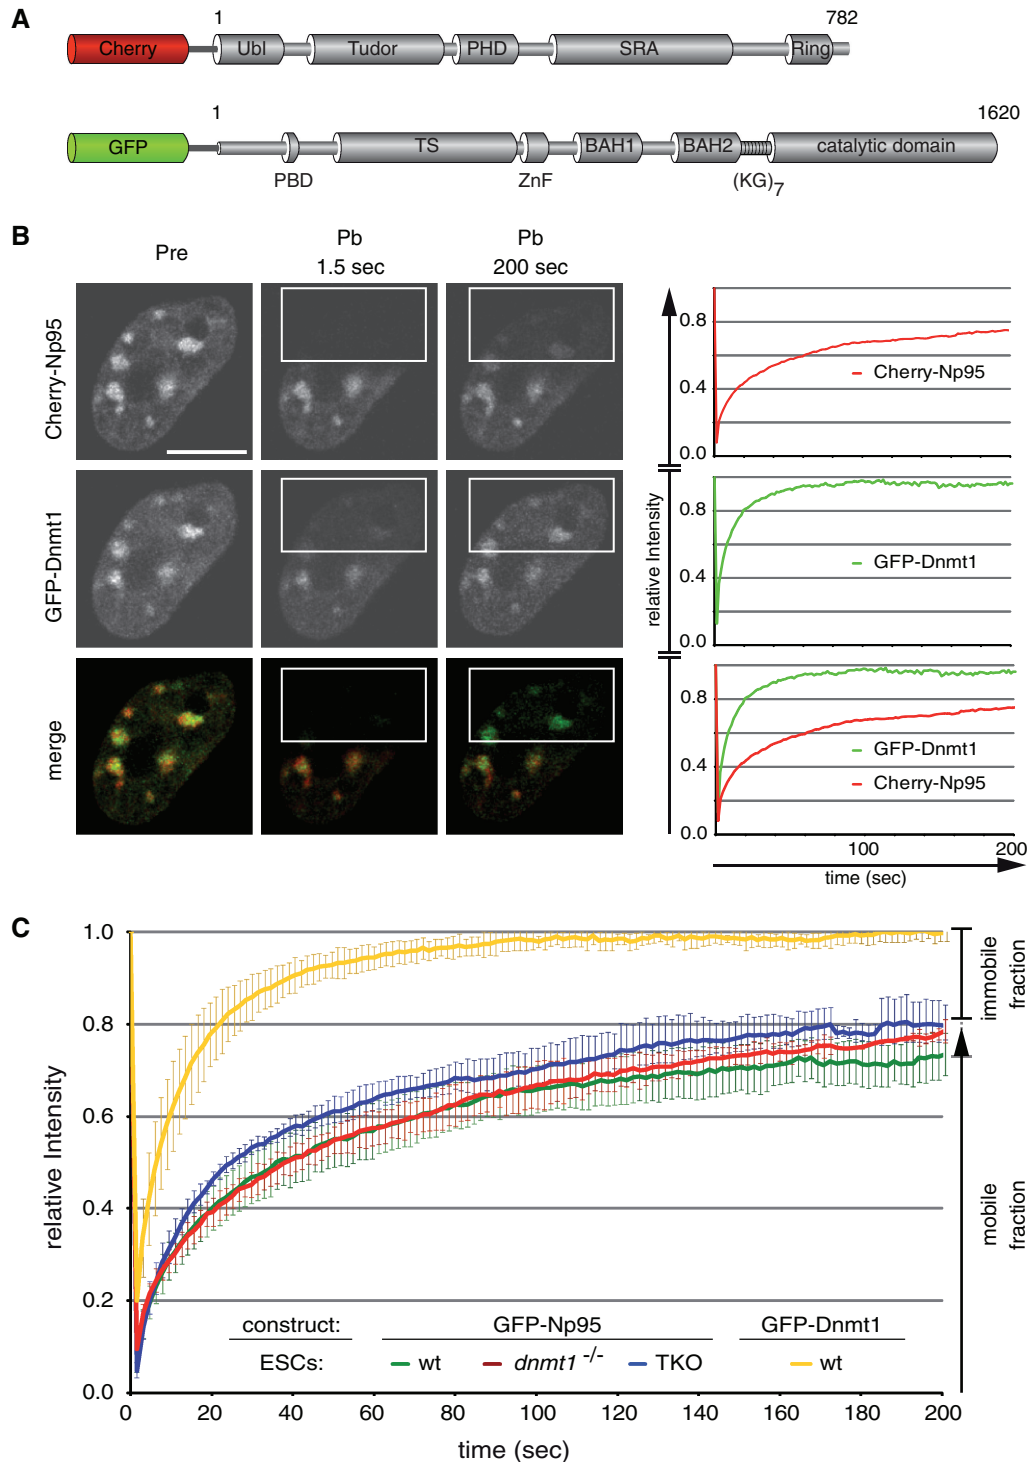 A
1
782
Cherry
Ubl
Tudor
PHD
SRA
Ring
1
1620
GFP
TS
BAH1
BAH2
catalytic domain
PBD
ZnF
(KG)7
B
Pre
Pb
1.5 sec
Pb
200 sec
Cherry-Np95
GFP-Dnmt1
merge
relative Intensity
0.8
0.4
0.0
Cherry-Np95
0.8
0.4
0.0
GFP-Dnmt1
0.8
0.4
0.0
GFP-Dnmt1
Cherry-Np95
100
200
time (sec)
C
1.0
0.8
0.6
0.4
0.2
0.0
relative Intensity
immobile fraction
mobile fraction
construct:
GFP-Np95
GFP-Dnmt1
ESCs:
wt
dnmt1 -/-
TKO
wt
0 20 40 60 80 100 120 140 160 180 200
time (sec)